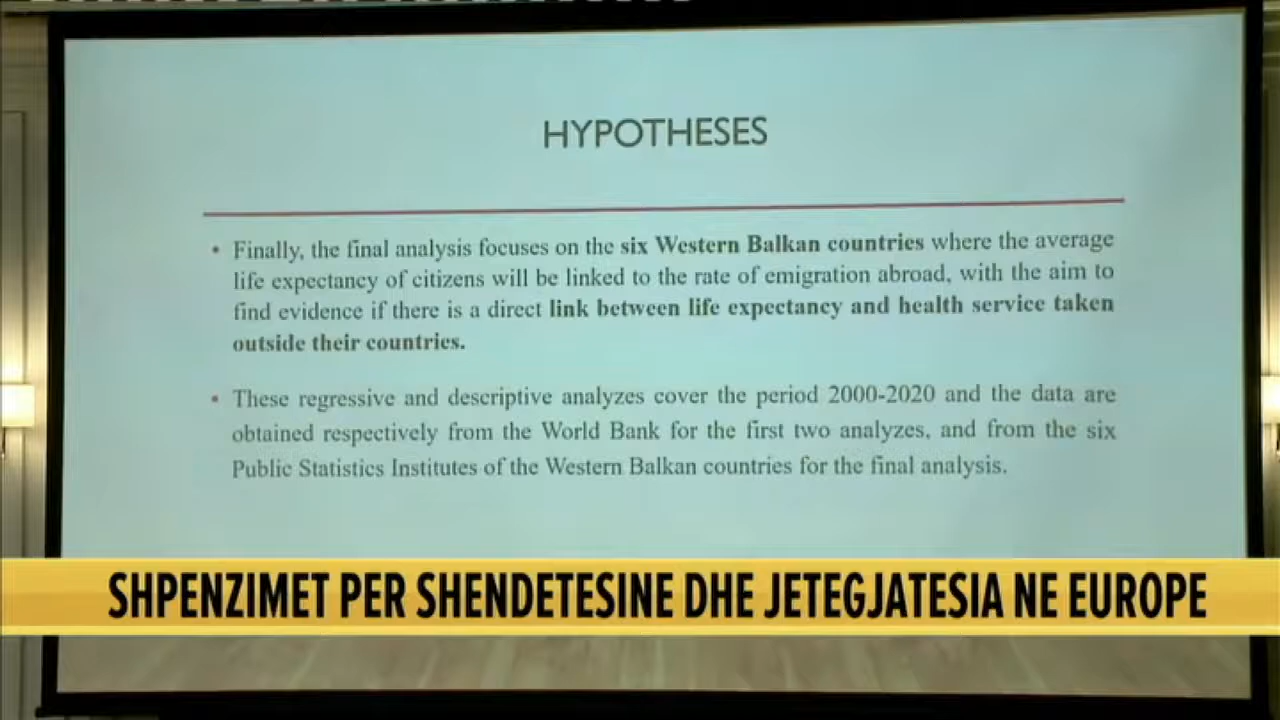 HYPOTHESES
• Finally, the final analysis focuses on the six Western Balkan countries where the average
life expectancy of citizens will be linked to the rate of emigration abroad, with the aim to
find evidence if there is a direct link between life expectancy and health service taken
outside their countries.
• These regressive and descriptive analyzes cover the period 2000-2020 and the data are
obtained respectively from the World Bank for the first two analyzes, and from the six
Public Statistics Institutes of the Western Balkan countries for the final analysis.
SHPENZIMET PER SHENDETESINE DHE JETEGJATESIA NE EUROPE